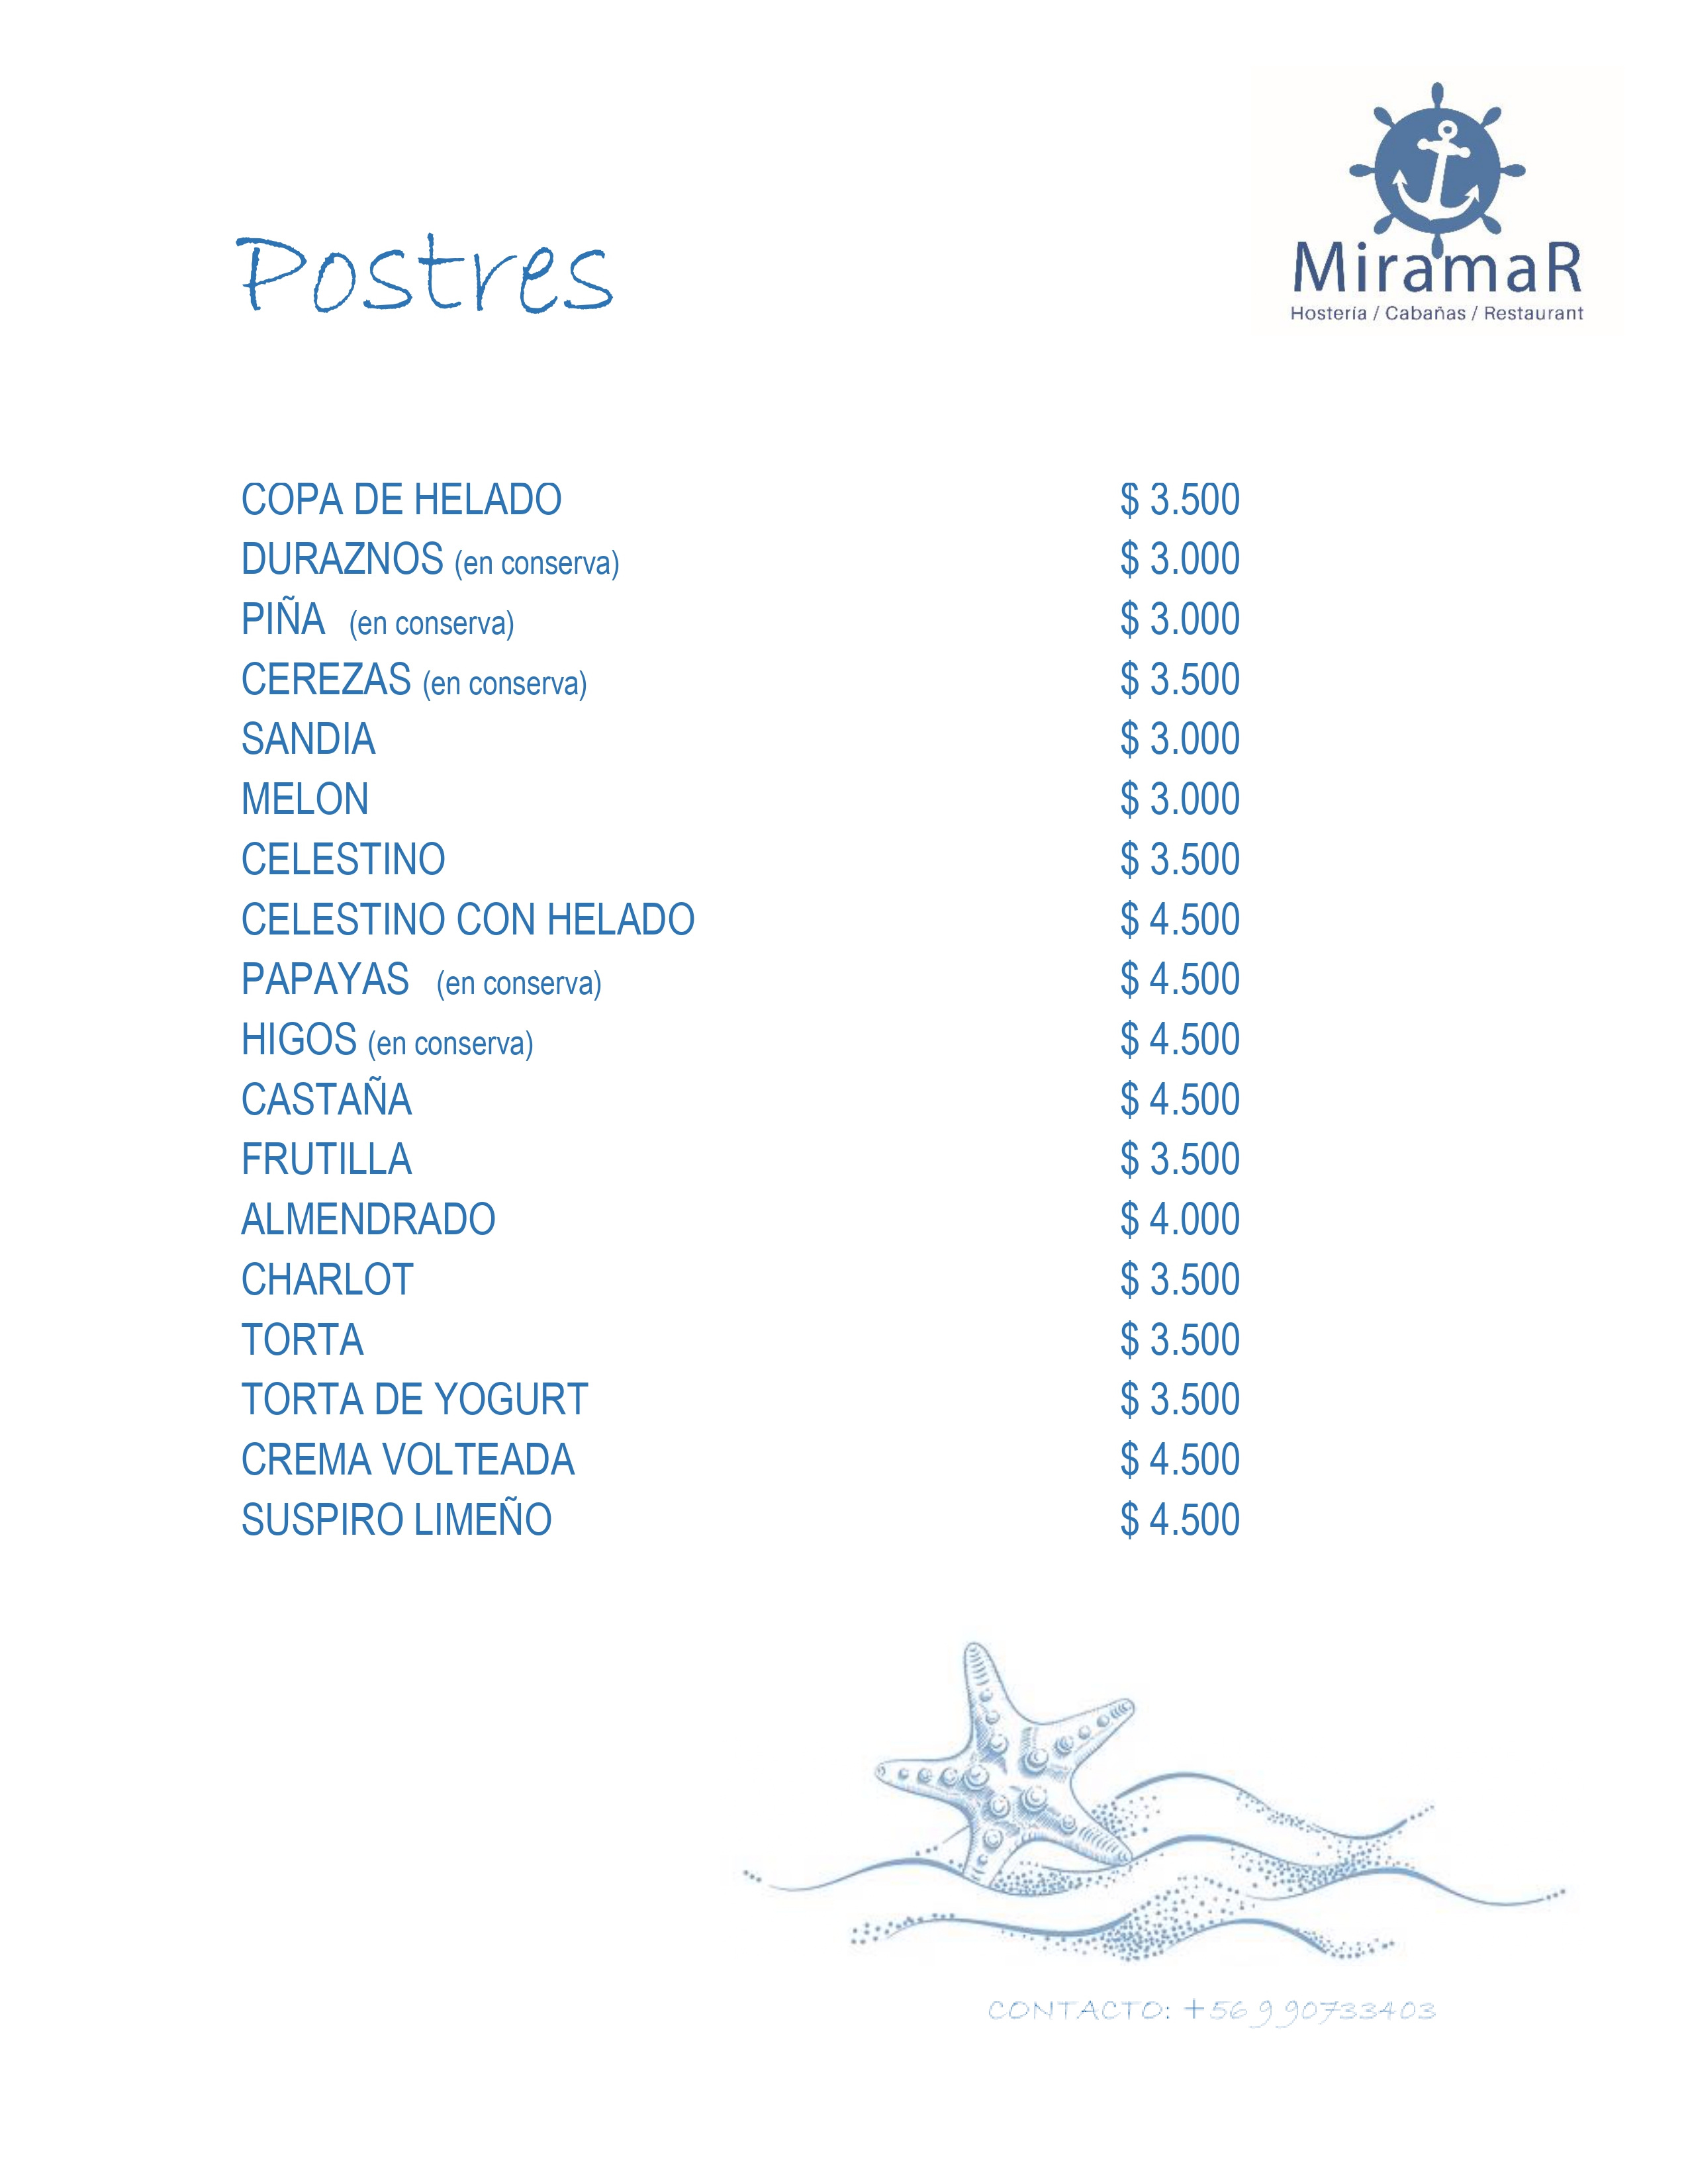 MiramaR
Hostería / Cabañas / Restaurant
Postres
COPA DE HELADO $ 3.500
DURAZNOS (en conserva) $ 3.000
PIÑA (en conserva) $ 3.000
CEREZAS (en conserva) $ 3.500
SANDIA $ 3.000
MELON $ 3.000
CELESTINO $ 3.500
CELESTINO CON HELADO $ 4.500
PAPAYAS (en conserva) $ 4.500
HIGOS (en conserva) $ 4.500
CASTAÑA $ 4.500
FRUTILLA $ 3.500
ALMENDRADO $ 4.000
CHARLOT $ 3.500
TORTA $ 3.500
TORTA DE YOGURT $ 3.500
CREMA VOLTEADA $ 4.500
SUSPIRO LIMEÑO $ 4.500
CONTACTO: +56 9 90733403